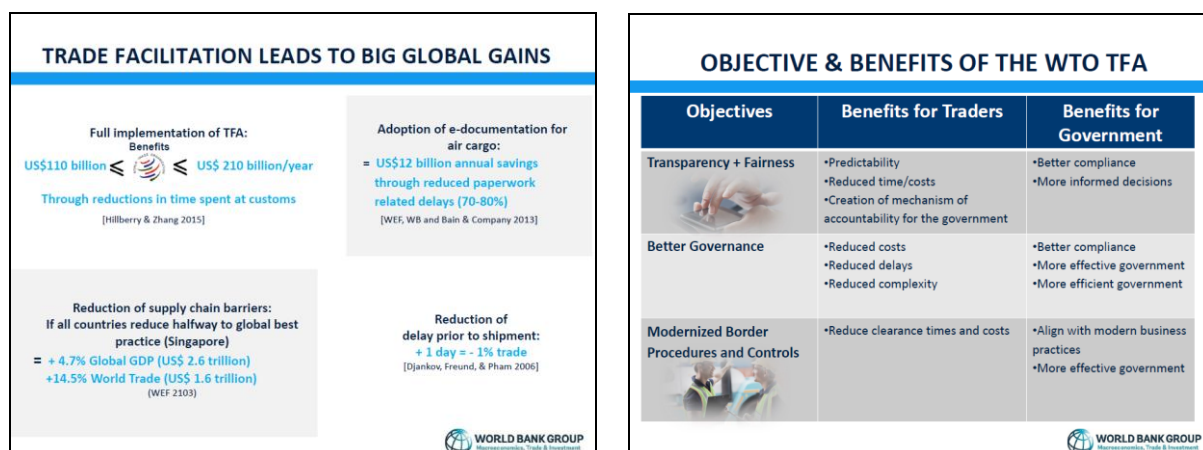 TRADE FACILITATION LEADS TO BIG GLOBAL GAINS
Full implementation of TFA:
Benefits
US$110 billion ≤ ≤ US$ 210 billion/year
Through reductions in time spent at customs
[Hillberry & Zhang 2015]
Adoption of e-documentation for
air cargo:
= US$12 billion annual savings
through reduced paperwork
related delays (70-80%)
[WEF, WB and Bain & Company 2013]
Reduction of supply chain barriers:
If all countries reduce halfway to global best
practice (Singapore)
= + 4.7% Global GDP (US$ 2.6 trillion)
+14.5% World Trade (US$ 1.6 trillion)
(WEF 2103)
Reduction of
delay prior to shipment:
+ 1 day = - 1% trade
[Djankov, Freund, & Pham 2006]
WORLD BANK GROUP
Macroeconomics, Trade & Investment
OBJECTIVE & BENEFITS OF THE WTO TFA
Objectives
Benefits for Traders
Benefits for
Government
Transparency + Fairness
•Predictability
•Reduced time/costs
•Creation of mechanism of
accountability for the government
•Better compliance
•More informed decisions
Better Governance
•Reduced costs
•Reduced delays
•Reduced complexity
•Better compliance
•More effective government
•More efficient government
Modernized Border
Procedures and Controls
•Reduce clearance times and costs
•Align with modern business
practices
•More effective government
WORLD BANK GROUP
Macroeconomics, Trade & Investment